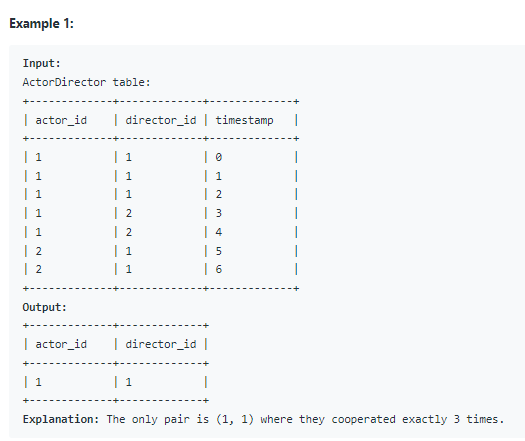 Example 1:
Input:
ActorDirector table:
+-------------+-------------+-------------+
| actor_id    | director_id | timestamp   |
+-------------+-------------+-------------+
| 1           | 1           | 0           |
| 1           | 1           | 1           |
| 1           | 1           | 2           |
| 1           | 2           | 3           |
| 1           | 2           | 4           |
| 2           | 1           | 5           |
| 2           | 1           | 6           |
+-------------+-------------+-------------+
Output:
+-------------+-------------+
| actor_id    | director_id |
+-------------+-------------+
| 1           | 1           |
+-------------+-------------+
Explanation: The only pair is (1, 1) where they cooperated exactly 3 times.